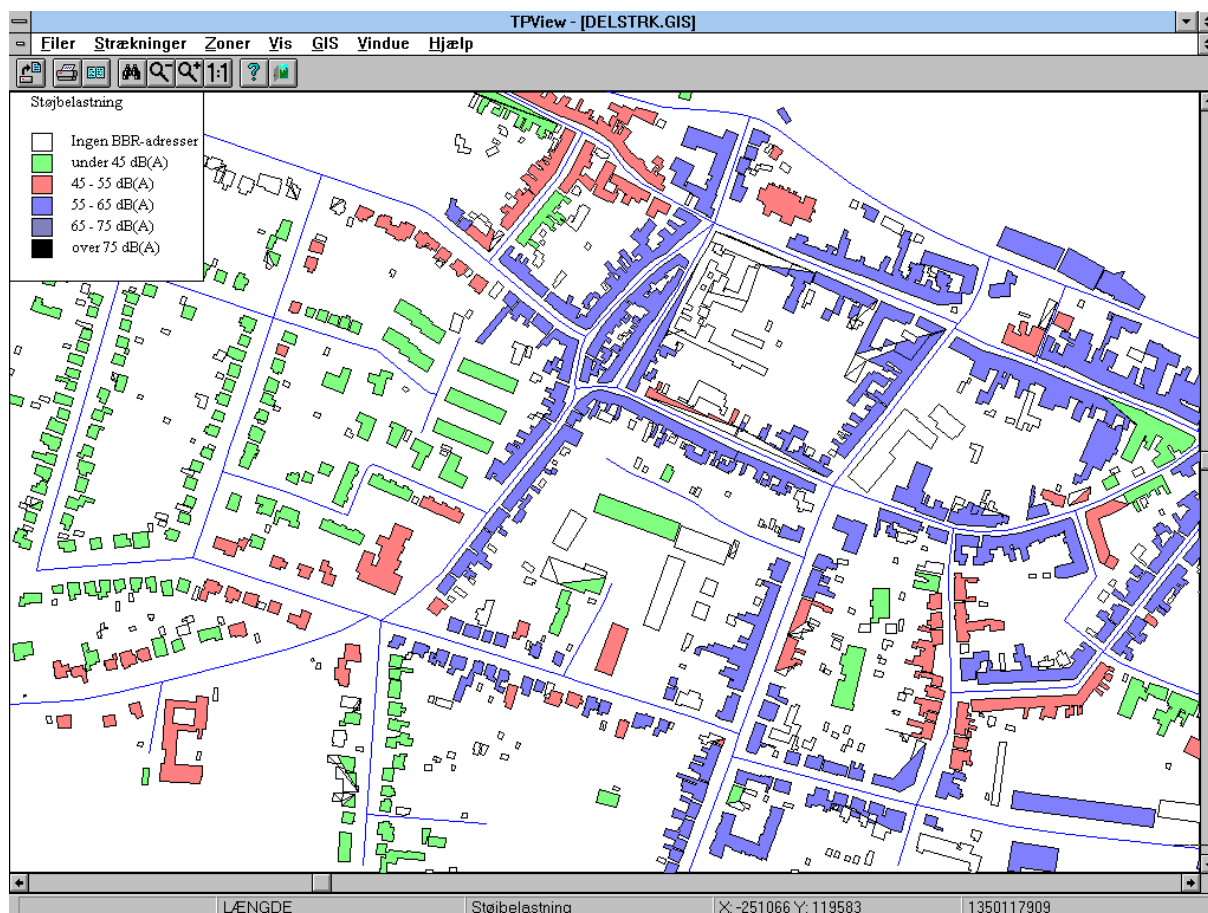 TPView - [DELSTRK.GIS]
Filer Strækninger Zoner Vis GIS Vindue Hjælp
1:1 ?
Støjbelastning
Ingen BBR-adresser
under 45 dB(A)
45 - 55 dB(A)
55 - 65 dB(A)
65 - 75 dB(A)
over 75 dB(A)
LÆNGDE Støjbelastning X: -251066 Y: 119583 1350117909